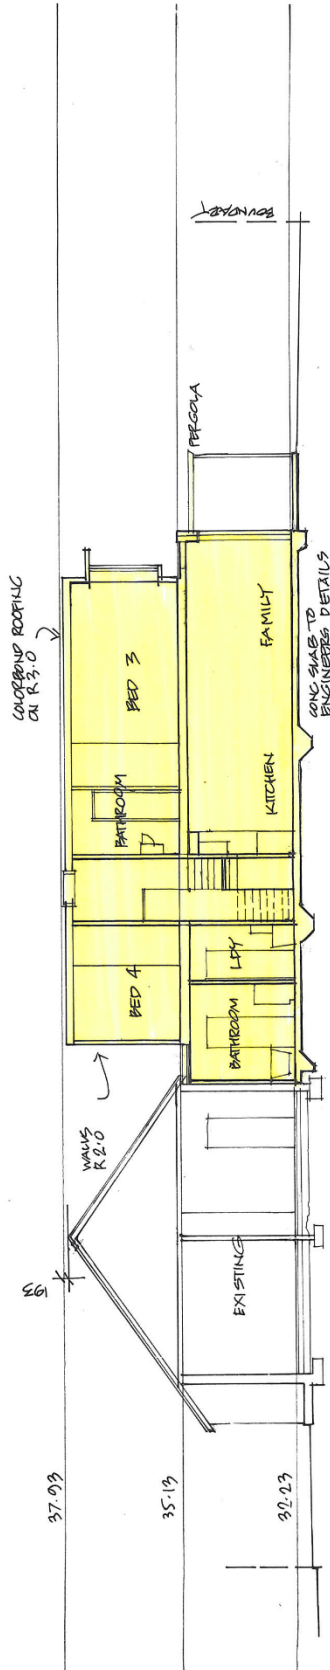 COLORBOND ROOFING
ON R3.0
BOUNDARY
PERGOLA
BED 3
BATHROOM
BED 4
FAMILY
KITCHEN
LDY
BATHROOM
CONC SLAB TO
ENGINEERS DETAILS
WALLS
R2.0
193
EXISTING
37.93
35.13
32.23